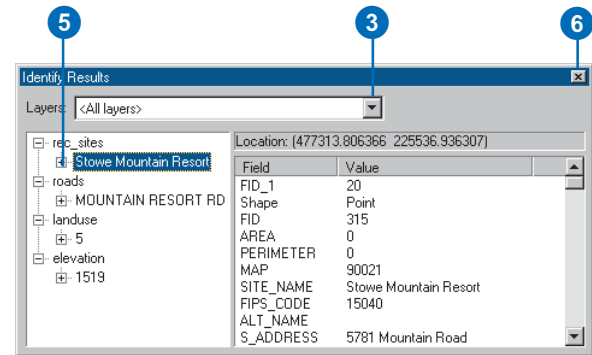 5
3
6
Identify Results
Layers: <All layers>
rec_sites
Stowe Mountain Resort
roads
MOUNTAIN RESORT RD
landuse
5
elevation
1519
Location: (477313.806366 225536.936307)
Field Value
FID_1 20
Shape Point
FID 315
AREA 0
PERIMETER 0
MAP 90021
SITE_NAME Stowe Mountain Resort
FIPS_CODE 15040
ALT_NAME
S_ADDRESS 5781 Mountain Road